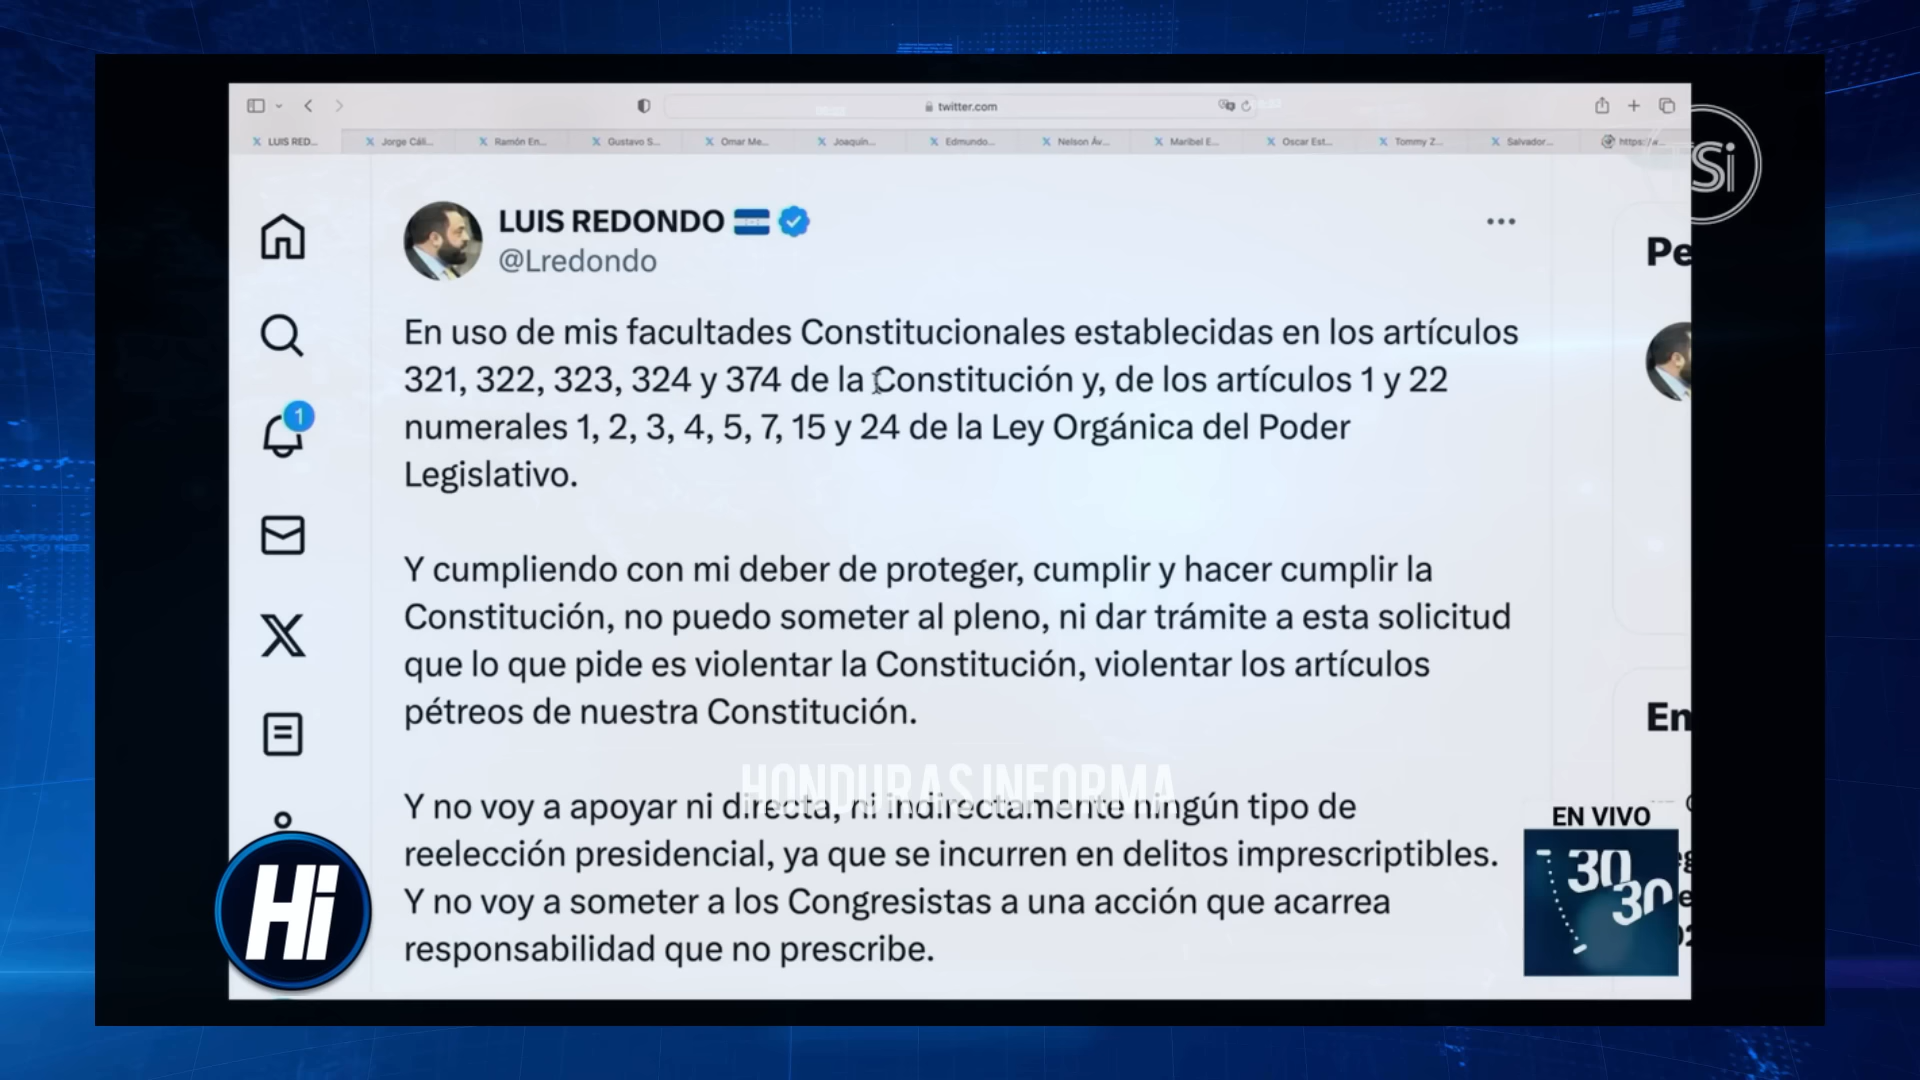 twitter.com
LUIS RED...
Jorge Cáli...
Ramón En...
Gustavo S...
Omar Me...
Joaquín...
Edmundo...
Nelson Áv...
Maribel E...
Oscar Est...
Tommy Z...
Salvador...
TSi
LUIS REDONDO
@Lredondo
Pe
En uso de mis facultades Constitucionales establecidas en los artículos
321, 322, 323, 324 y 374 de la Constitución y, de los artículos 1 y 22
numerales 1, 2, 3, 4, 5, 7, 15 y 24 de la Ley Orgánica del Poder
Legislativo.
1
Y cumpliendo con mi deber de proteger, cumplir y hacer cumplir la
Constitución, no puedo someter al pleno, ni dar trámite a esta solicitud
que lo que pide es violentar la Constitución, violentar los artículos
pétreos de nuestra Constitución.
En
HONDURAS INFORMA
Y no voy a apoyar ni directa, ni indirectamente ningún tipo de
reelección presidencial, ya que se incurren en delitos imprescriptibles.
Y no voy a someter a los Congresistas a una acción que acarrea
responsabilidad que no prescribe.
EN VIVO
30
30
Hi